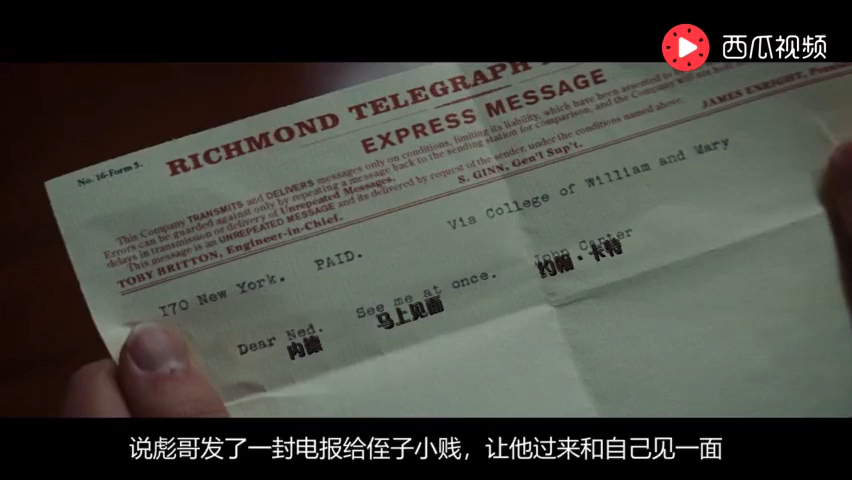 西瓜视频
No. 16-Form 3.
RICHMOND TELEGRAPH
EXPRESS MESSAGE
This Company TRANSMITS and DELIVERS messages only on conditions, limiting its liability, which have been assented to
Errors can be guarded against only by repeating a message back to the sending station for comparison, and the Company will not
delays in transmission or delivery of Unrepeated Messages.
This message is an UNREPEATED MESSAGE and its delivered by request of the sender, under the conditions named above.
TOBY BRITTON, Engineer-in-Chief.
S. GINN, Gen'l Sup't.
JAMES ENRIGHT,
170 New York. PAID. Via College of William and Mary
Dear Ned. See me at once. John Carter
马上见面 约翰·卡特
说彪哥发了一封电报给侄子小贱，让他过来和自己见一面